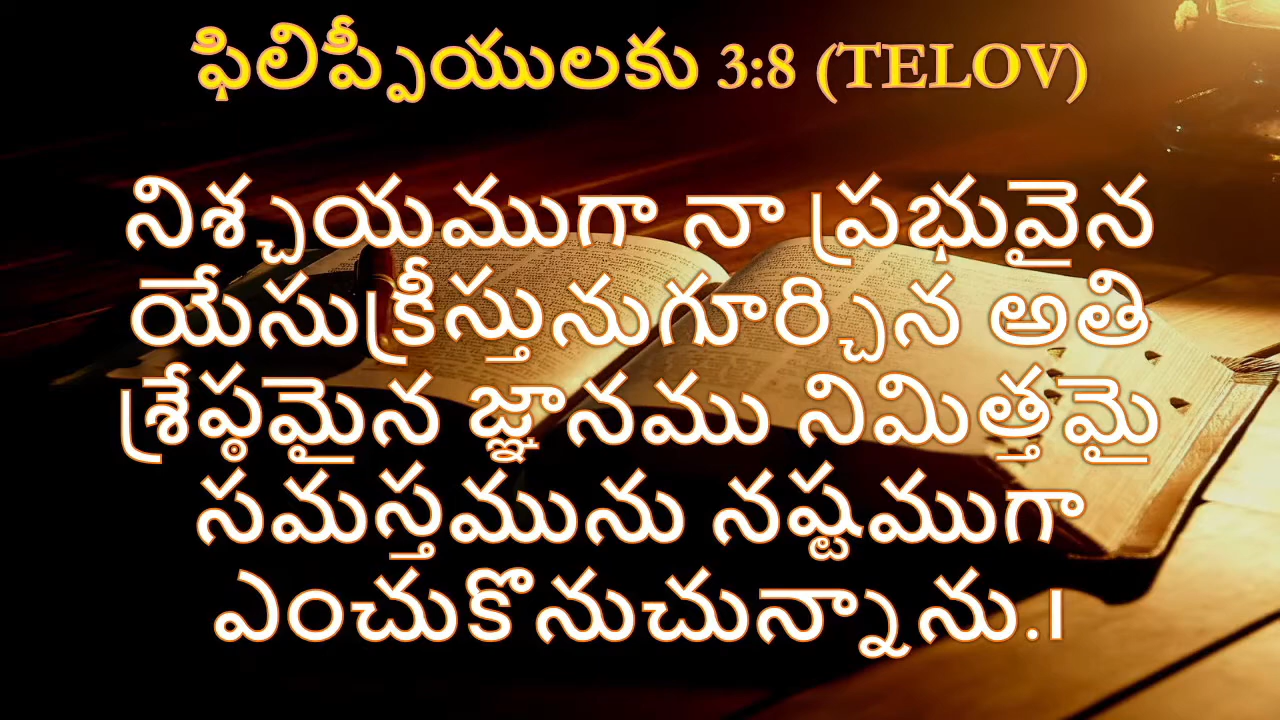 ఫిలిప్పీయులకు 3:8 (TELOV)
నిశ్చయముగా నా ప్రభువైన
యేసుక్రీస్తునుగూర్చిన అతి
శ్రేష్ఠమైన జ్ఞానము నిమిత్తమై
సమస్తమును నష్టముగా
ఎంచుకొనుచున్నాను.।